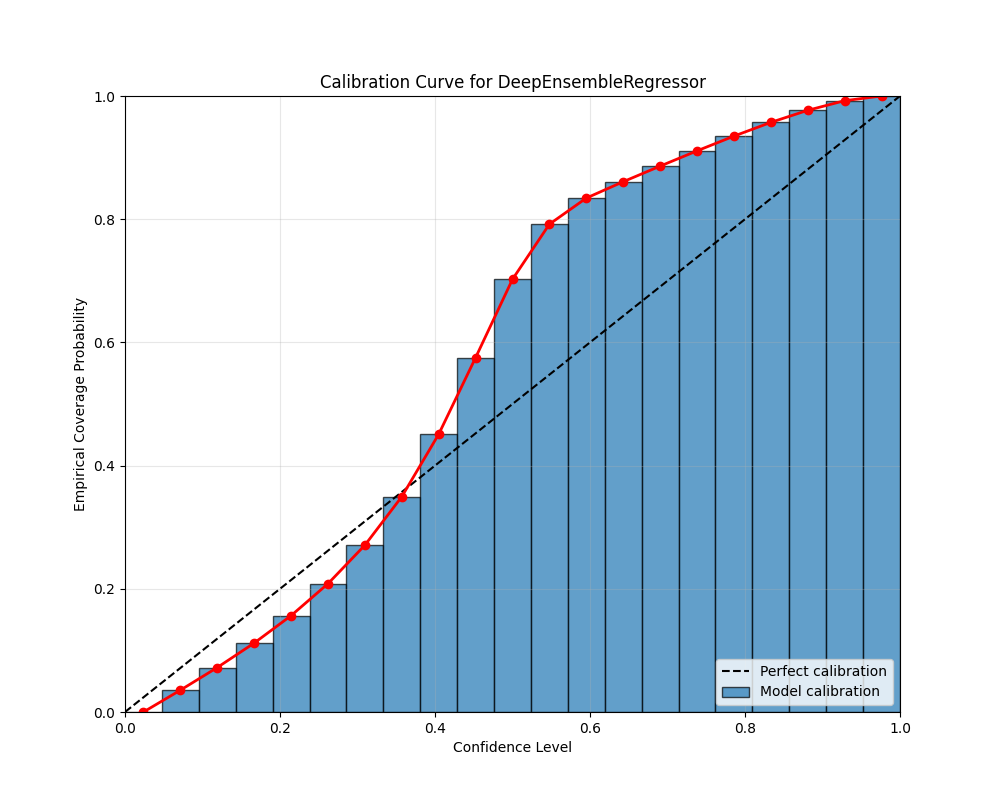 Calibration Curve for DeepEnsembleRegressor
Empirical Coverage Probability
1.0
0.8
0.6
0.4
0.2
0.0
0.0 0.2 0.4 0.6 0.8 1.0
Confidence Level
Perfect calibration
Model calibration